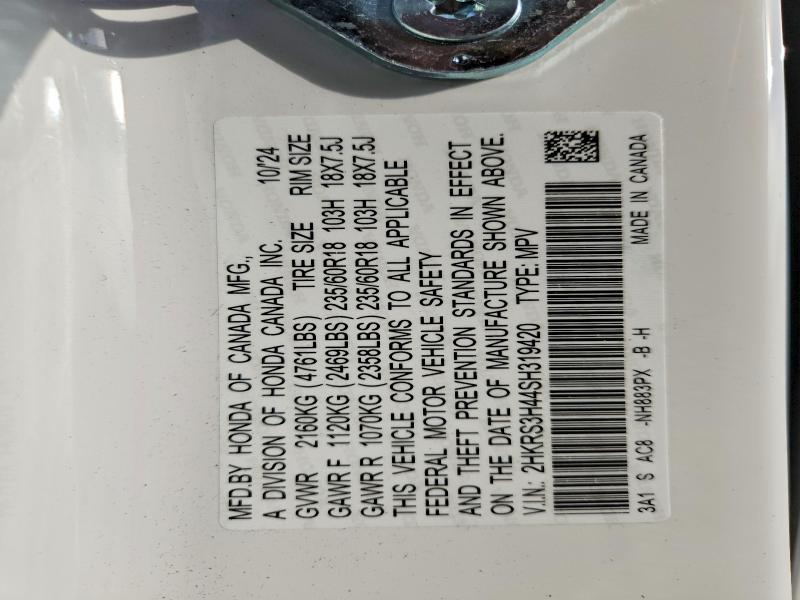 MFD.BY HONDA OF CANADA MFG.,
A DIVISION OF HONDA CANADA INC. 10/'24
GVWR 2160KG (4761LBS) TIRE SIZE RIM SIZE
GAWR F 1120KG (2469LBS) 235/60R18 103H 18X7.5J
GAWR R 1070KG (2358LBS) 235/60R18 103H 18X7.5J
THIS VEHICLE CONFORMS TO ALL APPLICABLE
FEDERAL MOTOR VEHICLE SAFETY
AND THEFT PREVENTION STANDARDS IN EFFECT
ON THE DATE OF MANUFACTURE SHOWN ABOVE.
V.I.N.: 2HKRS3H44SH319420 TYPE: MPV
3A1 S AC8 -NH883PX -B -H MADE IN CANADA